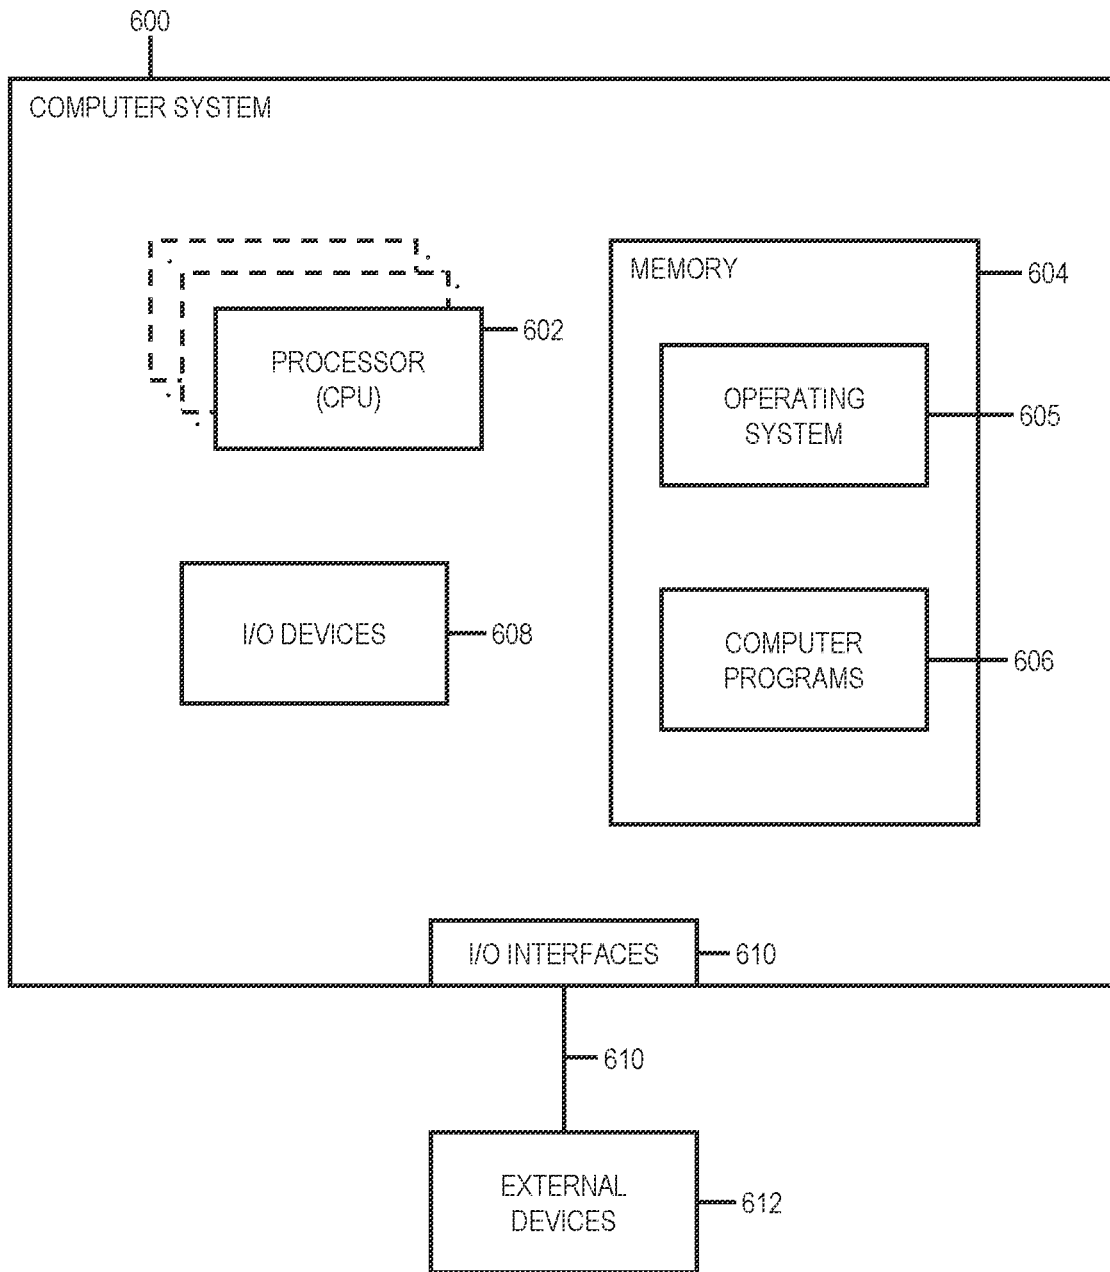 600
COMPUTER SYSTEM
MEMORY
604
602
PROCESSOR
(CPU)
OPERATING
SYSTEM
605
I/O DEVICES
608
COMPUTER
PROGRAMS
606
I/O INTERFACES
610
610
EXTERNAL
DEVICES
612